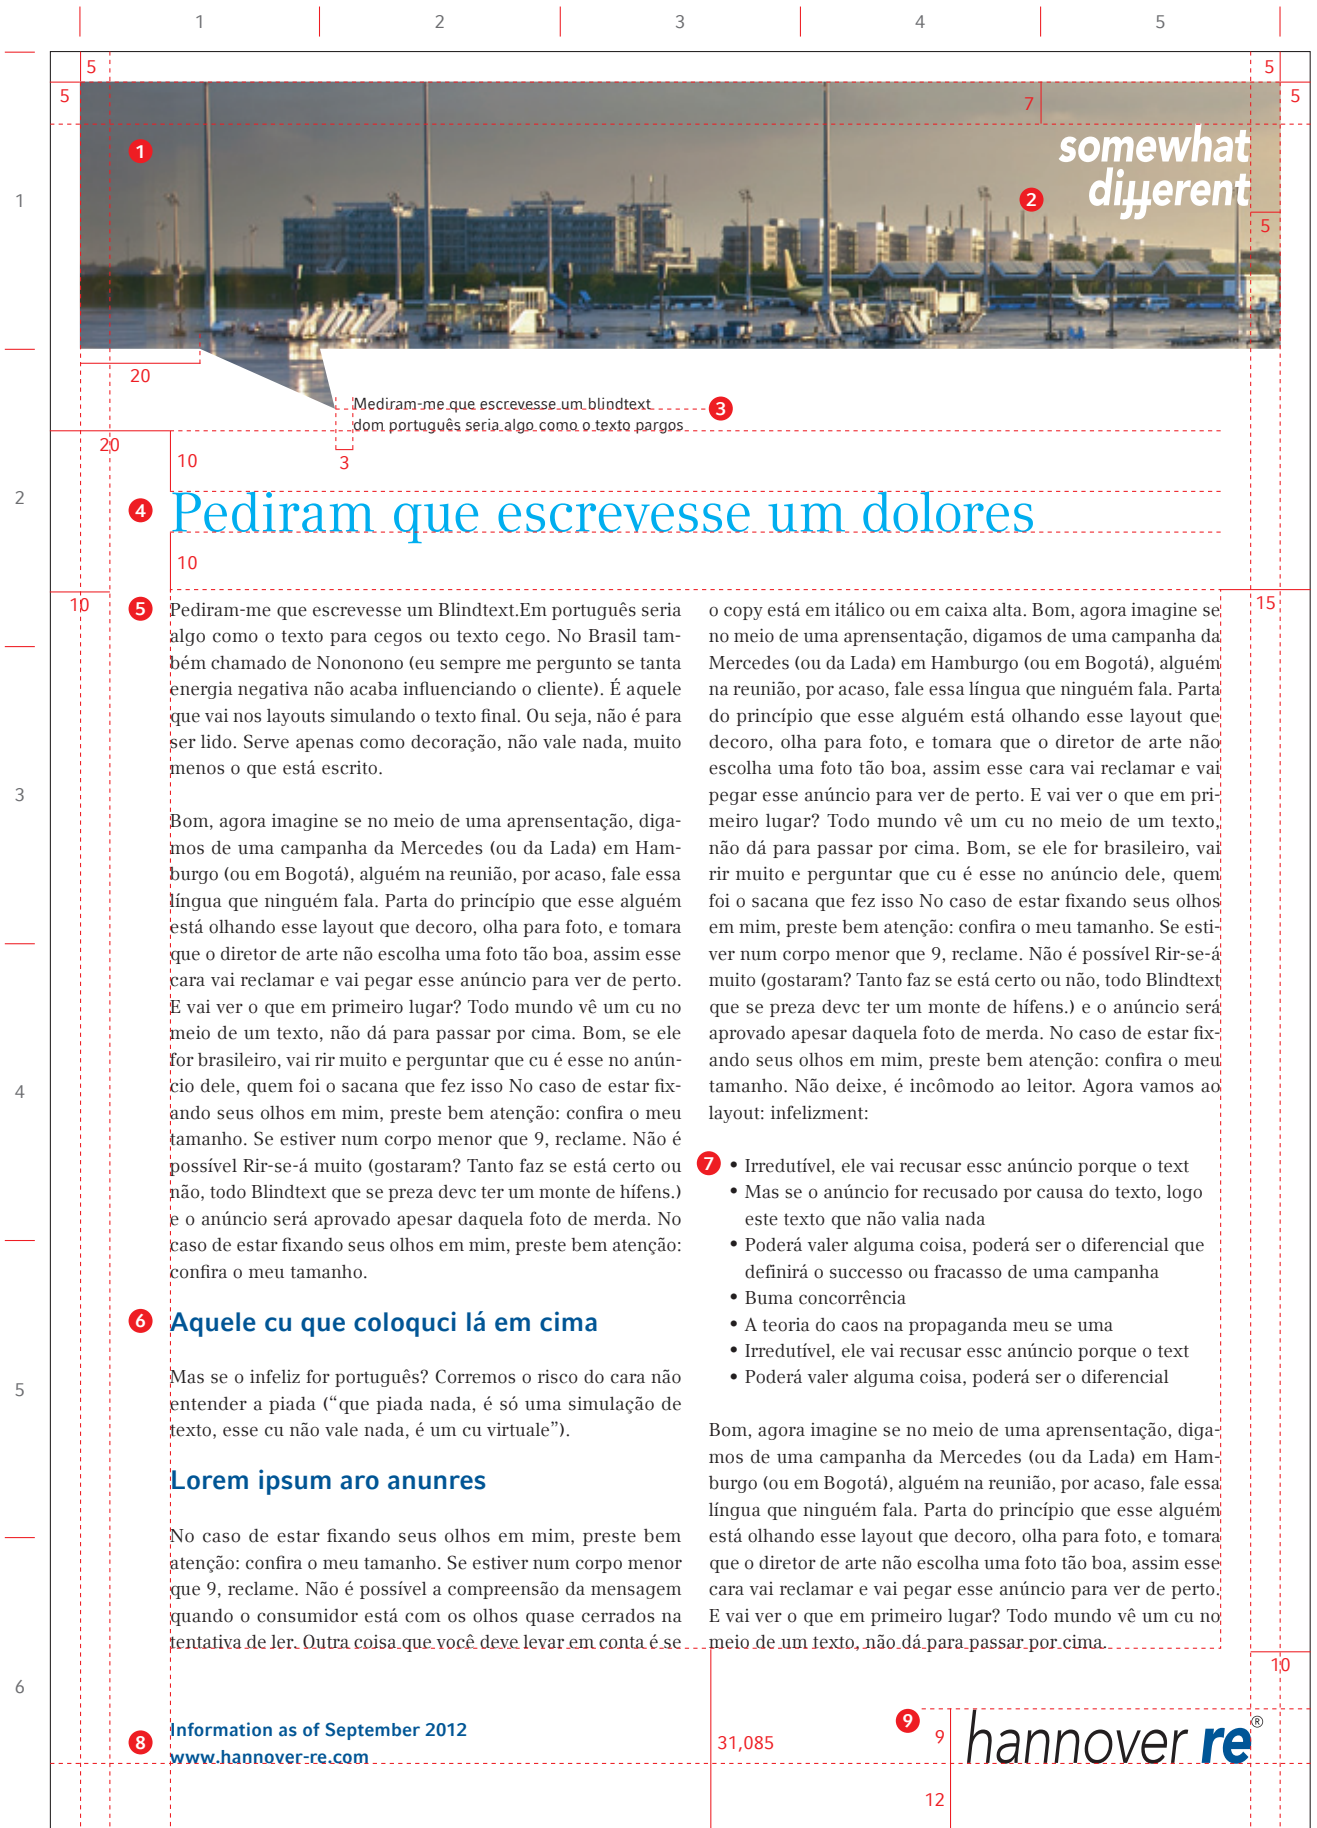 1 2 3 4 5
5 5
5 5
7
1
somewhat
different
2
1
5
20
Mediram-me que escrevesse um blindtext
dom português seria algo como o texto pargos
3
20
10
3
2
4
Pediram que escrevesse um dolores
10
10
15
5
Pediram-me que escrevesse um Blindtext.Em português seria
algo como o texto para cegos ou texto cego. No Brasil tam-
bém chamado de Nononono (eu sempre me pergunto se tanta
energia negativa não acaba influenciando o cliente). É aquele
que vai nos layouts simulando o texto final. Ou seja, não é para
ser lido. Serve apenas como decoração, não vale nada, muito
menos o que está escrito.
3
Bom, agora imagine se no meio de uma aprensentação, diga-
mos de uma campanha da Mercedes (ou da Lada) em Ham-
burgo (ou em Bogotá), alguém na reunião, por acaso, fale essa
língua que ninguém fala. Parta do princípio que esse alguém
está olhando esse layout que decoro, olha para foto, e tomara
que o diretor de arte não escolha uma foto tão boa, assim esse
cara vai reclamar e vai pegar esse anúncio para ver de perto.
E vai ver o que em primeiro lugar? Todo mundo vê um cu no
meio de um texto, não dá para passar por cima. Bom, se ele
for brasileiro, vai rir muito e perguntar que cu é esse no anún-
cio dele, quem foi o sacana que fez isso No caso de estar fix-
ando seus olhos em mim, preste bem atenção: confira o meu
tamanho. Se estiver num corpo menor que 9, reclame. Não é
possível Rir-se-á muito (gostaram? Tanto faz se está certo ou
não, todo Blindtext que se preza devc ter um monte de hífens.)
e o anúncio será aprovado apesar daquela foto de merda. No
caso de estar fixando seus olhos em mim, preste bem atenção:
confira o meu tamanho.
4
6
Aquele cu que coloquci lá em cima
Mas se o infeliz for português? Corremos o risco do cara não
entender a piada (“que piada nada, é só uma simulação de
texto, esse cu não vale nada, é um cu virtuale”).
5
Lorem ipsum aro anunres
No caso de estar fixando seus olhos em mim, preste bem
atenção: confira o meu tamanho. Se estiver num corpo menor
que 9, reclame. Não é possível a compreensão da mensagem
quando o consumidor está com os olhos quase cerrados na
tentativa de ler. Outra coisa que você deve levar em conta é se
o copy está em itálico ou em caixa alta. Bom, agora imagine se
no meio de uma aprensentação, digamos de uma campanha da
Mercedes (ou da Lada) em Hamburgo (ou em Bogotá), alguém
na reunião, por acaso, fale essa língua que ninguém fala. Parta
do princípio que esse alguém está olhando esse layout que
decoro, olha para foto, e tomara que o diretor de arte não
escolha uma foto tão boa, assim esse cara vai reclamar e vai
pegar esse anúncio para ver de perto. E vai ver o que em pri-
meiro lugar? Todo mundo vê um cu no meio de um texto,
não dá para passar por cima. Bom, se ele for brasileiro, vai
rir muito e perguntar que cu é esse no anúncio dele, quem
foi o sacana que fez isso No caso de estar fixando seus olhos
em mim, preste bem atenção: confira o meu tamanho. Se esti-
ver num corpo menor que 9, reclame. Não é possível Rir-se-á
muito (gostaram? Tanto faz se está certo ou não, todo Blindtext
que se preza devc ter um monte de hífens.) e o anúncio será
aprovado apesar daquela foto de merda. No caso de estar fix-
ando seus olhos em mim, preste bem atenção: confira o meu
tamanho. Não deixe, é incômodo ao leitor. Agora vamos ao
layout: infelizment:
7
• Irredutível, ele vai recusar essc anúncio porque o text
• Mas se o anúncio for recusado por causa do texto, logo
este texto que não valia nada
• Poderá valer alguma coisa, poderá ser o diferencial que
definirá o successo ou fracasso de uma campanha
• Buma concorrência
• A teoria do caos na propaganda meu se uma
• Irredutível, ele vai recusar essc anúncio porque o text
• Poderá valer alguma coisa, poderá ser o diferencial
Bom, agora imagine se no meio de uma aprensentação, diga-
mos de uma campanha da Mercedes (ou da Lada) em Ham-
burgo (ou em Bogotá), alguém na reunião, por acaso, fale essa
língua que ninguém fala. Parta do princípio que esse alguém
está olhando esse layout que decoro, olha para foto, e tomara
que o diretor de arte não escolha uma foto tão boa, assim esse
cara vai reclamar e vai pegar esse anúncio para ver de perto.
E vai ver o que em primeiro lugar? Todo mundo vê um cu no
meio de um texto, não dá para passar por cima.
10
6
8
Information as of September 2012
www.hannover-re.com
31,085
9
9
hannover re®
12